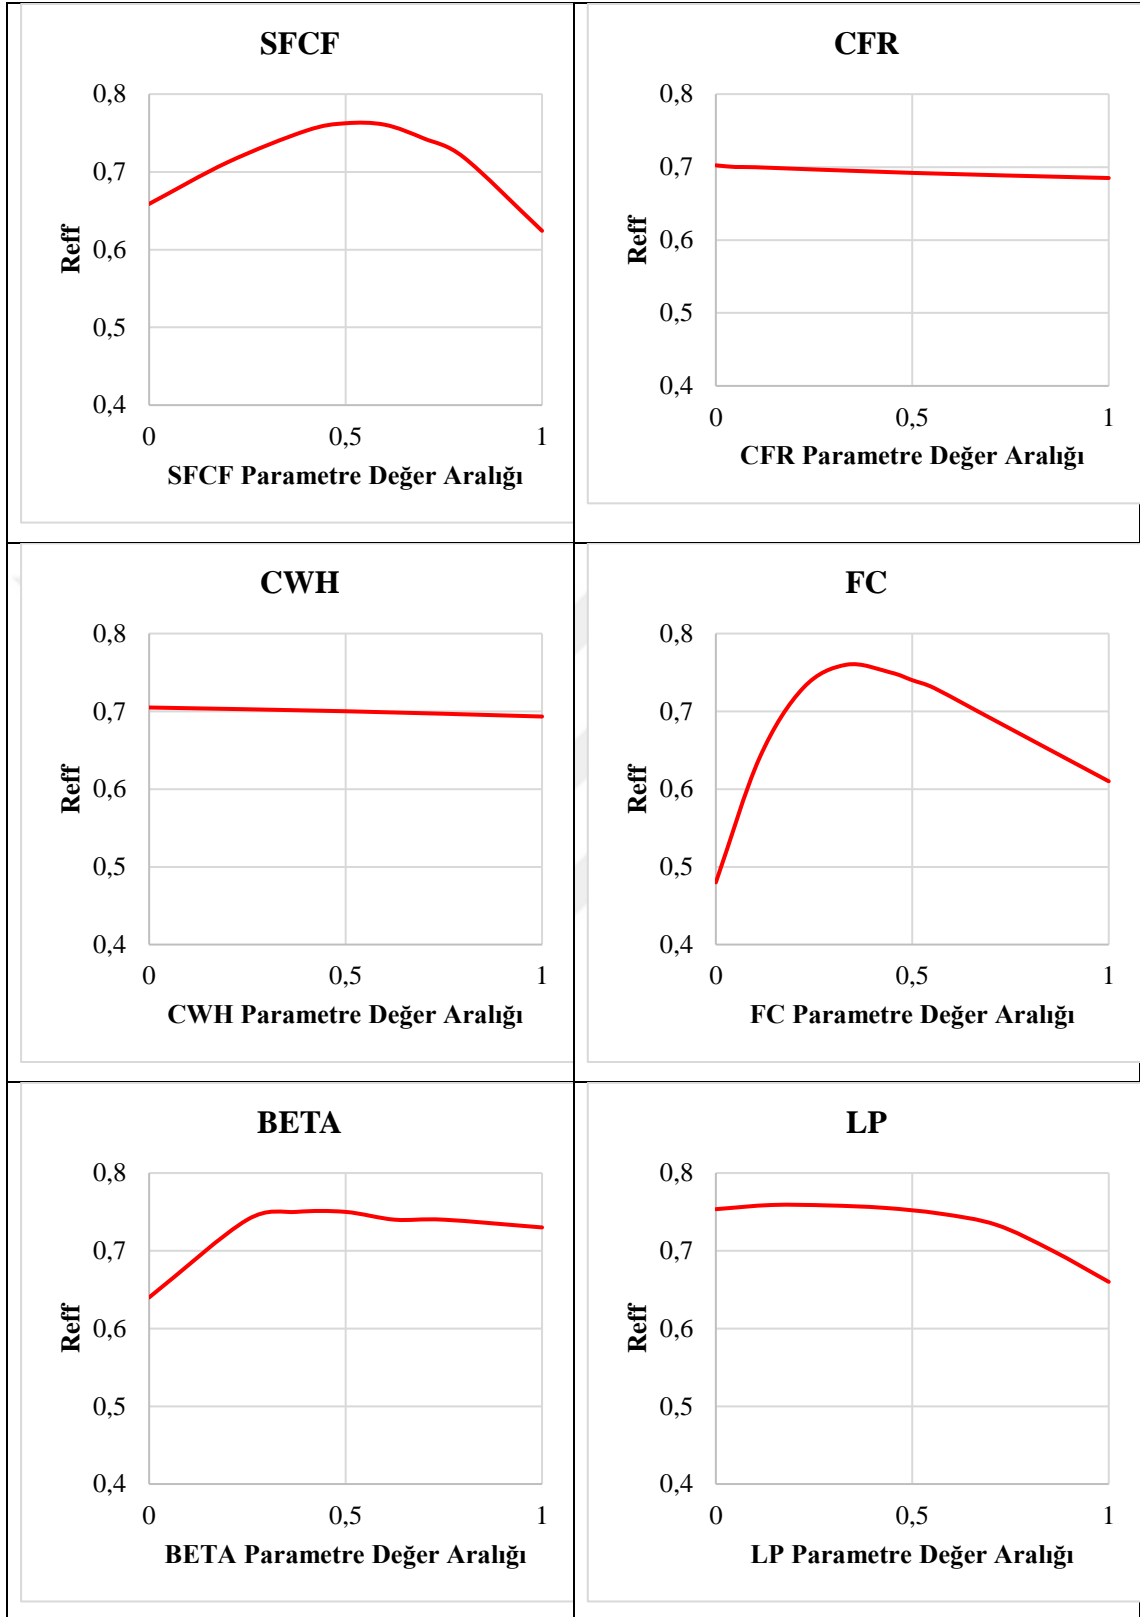 SFCF
0,8
0,7
0,6
0,5
0,4
Reff
0
0,5
1
SFCF Parametre Değer Aralığı
CFR
0,8
0,7
0,6
0,5
0,4
Reff
0
0,5
1
CFR Parametre Değer Aralığı
CWH
0,8
0,7
0,6
0,5
0,4
Reff
0
0,5
1
CWH Parametre Değer Aralığı
FC
0,8
0,7
0,6
0,5
0,4
Reff
0
0,5
1
FC Parametre Değer Aralığı
BETA
0,8
0,7
0,6
0,5
0,4
Reff
0
0,5
1
BETA Parametre Değer Aralığı
LP
0,8
0,7
0,6
0,5
0,4
Reff
0
0,5
1
LP Parametre Değer Aralığı